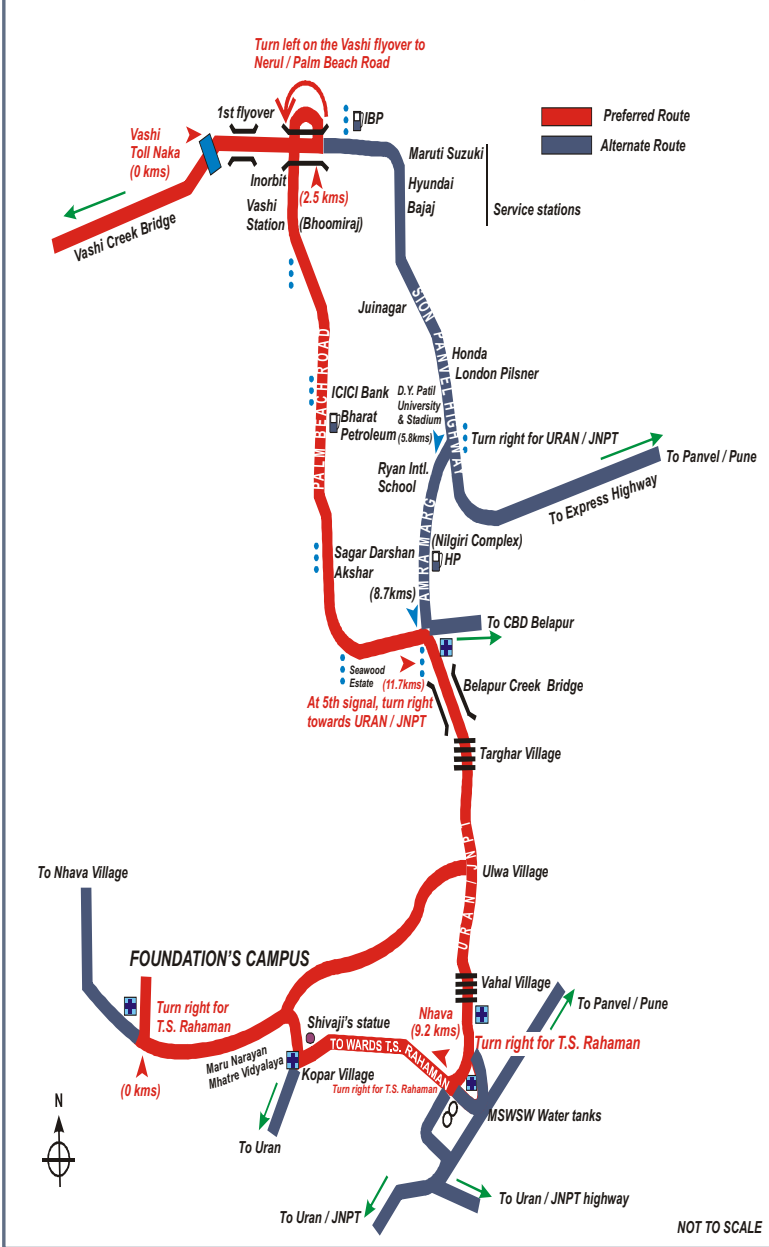 Turn left on the Vashi flyover to
Nerul / Palm Beach Road
1st flyover
IBP
Preferred Route
Alternate Route
Vashi
Toll Naka
(0 kms)
Maruti Suzuki
Hyundai
Bajaj
Service stations
Inorbit
(2.5 kms)
Vashi
Station
(Bhoomiraj)
Vashi Creek Bridge
Juinagar
SION PANVEL HIGHWAY
Honda
London Pilsner
PALM BEACH ROAD
ICICI Bank
Bharat
Petroleum
D.Y. Patil
University
& Stadium
(5.8kms)
Turn right for URAN / JNPT
To Panvel / Pune
To Express Highway
Ryan Intl.
School
AMRA MARG
(Nilgiri Complex)
HP
Sagar Darshan
Akshar
(8.7kms)
To CBD Belapur
Seawood
Estate
(11.7kms)
At 5th signal, turn right
towards URAN / JNPT
Belapur Creek Bridge
Targhar Village
URAN / JNPT
Ulwa Village
To Nhava Village
FOUNDATION'S CAMPUS
Vahal Village
Turn right for
T.S. Rahaman
Nhava
(9.2 kms)
To Panvel / Pune
Turn right for T.S. Rahaman
Shivaji's statue
TO WARDS T.S. RAHAMAN
Maru Narayan
Mhatre Vidyalaya
Kopar Village
Turn right for T.S. Rahaman
(0 kms)
MSWSW Water tanks
N
To Uran
To Uran / JNPT
To Uran / JNPT highway
NOT TO SCALE